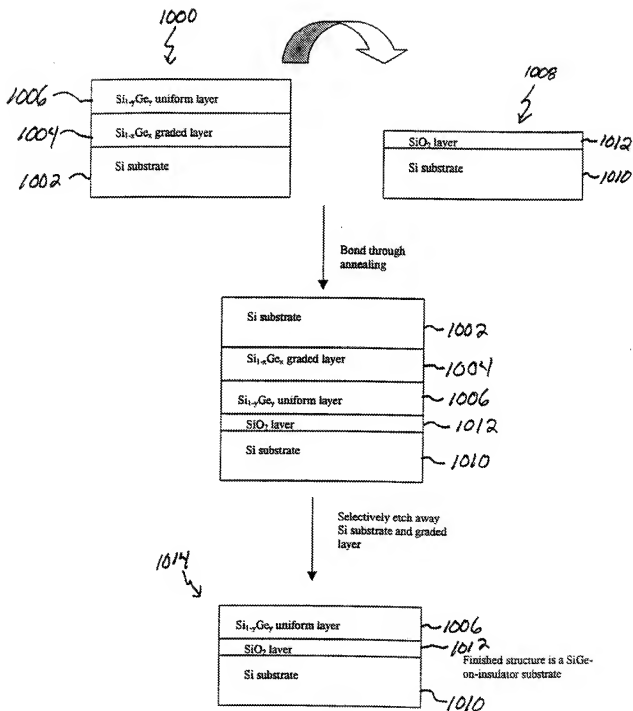 1000
1008
1006
Si₁₋ᵧGeᵧ uniform layer
1004
Si₁₋ₓGeₓ graded layer
1002
Si substrate
SiO₂ layer
1012
Si substrate
1010
Bond through
annealing
Si substrate
1002
Si₁₋ₓGeₓ graded layer
1004
Si₁₋ᵧGeᵧ uniform layer
1006
SiO₂ layer
1012
Si substrate
1010
Selectively etch away
Si substrate and graded
layer
1014
Si₁₋ᵧGeᵧ uniform layer
1006
SiO₂ layer
1012
Si substrate
1010
Finished structure is a SiGe-
on-insulator substrate